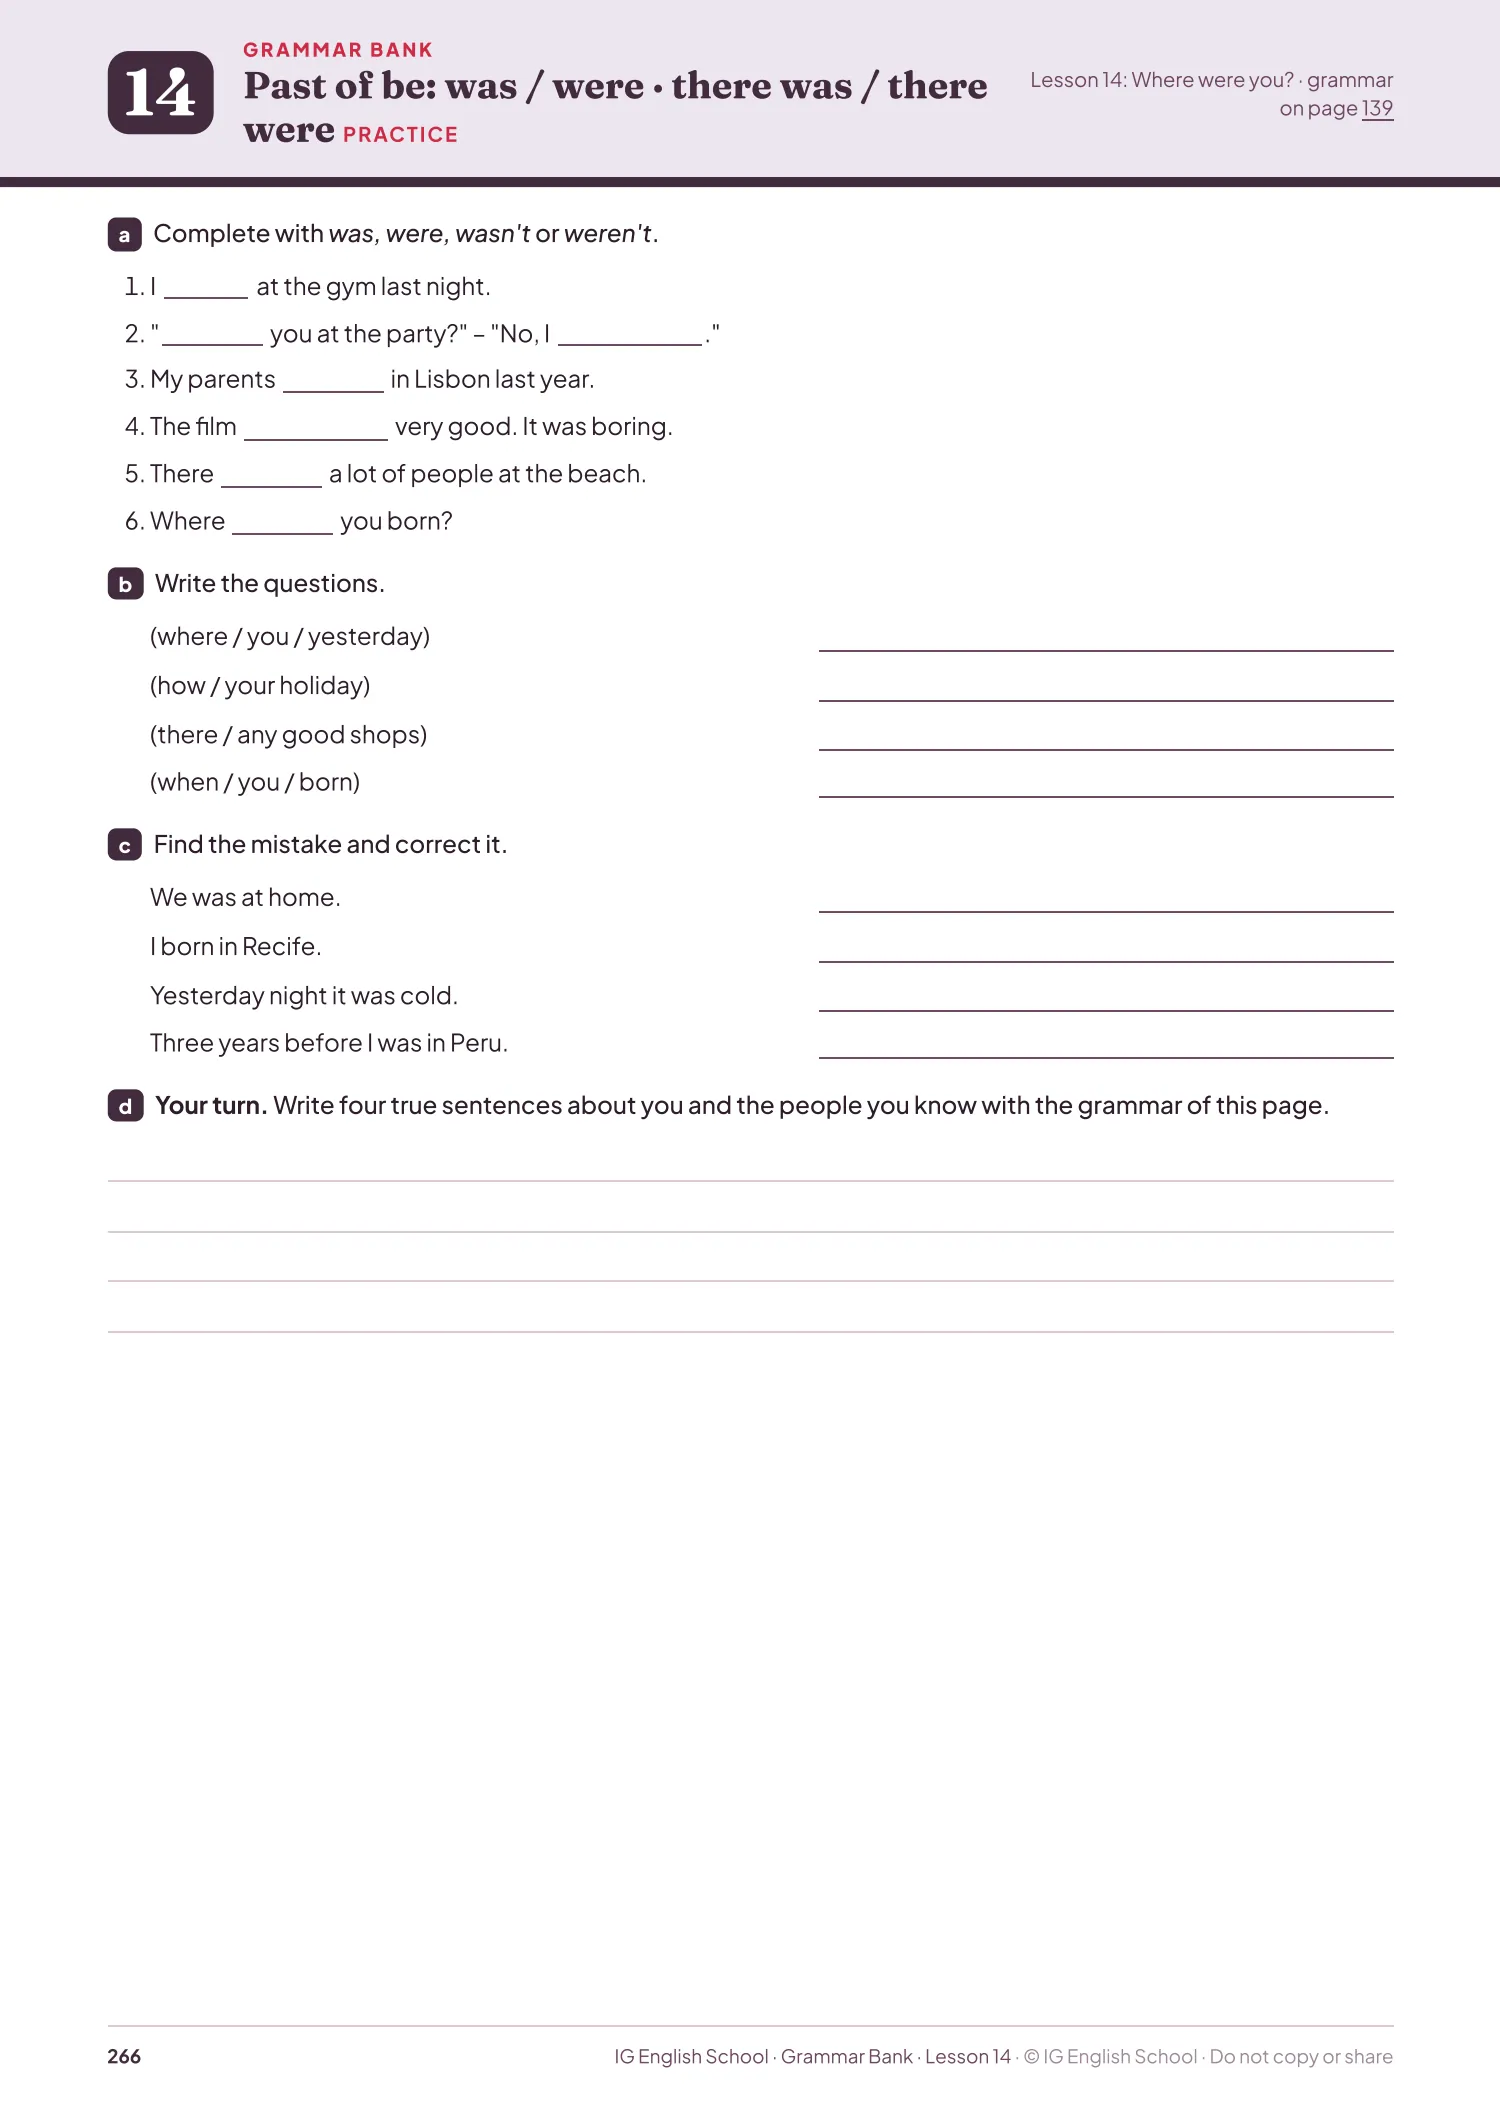 14
GRAMMAR BANK
Past of be: was / were · there was / there
were PRACTICE
Lesson 14: Where were you? · grammar
on page 139
a Complete with was, were, wasn't or weren't.
1. I ______ at the gym last night.
2. "_______ you at the party?" – "No, I __________."
3. My parents _______ in Lisbon last year.
4. The film __________ very good. It was boring.
5. There _______ a lot of people at the beach.
6. Where _______ you born?
b Write the questions.
(where / you / yesterday)
(how / your holiday)
(there / any good shops)
(when / you / born)
c Find the mistake and correct it.
We was at home.
I born in Recife.
Yesterday night it was cold.
Three years before I was in Peru.
d Your turn. Write four true sentences about you and the people you know with the grammar of this page.
266
IG English School · Grammar Bank · Lesson 14 · © IG English School · Do not copy or share